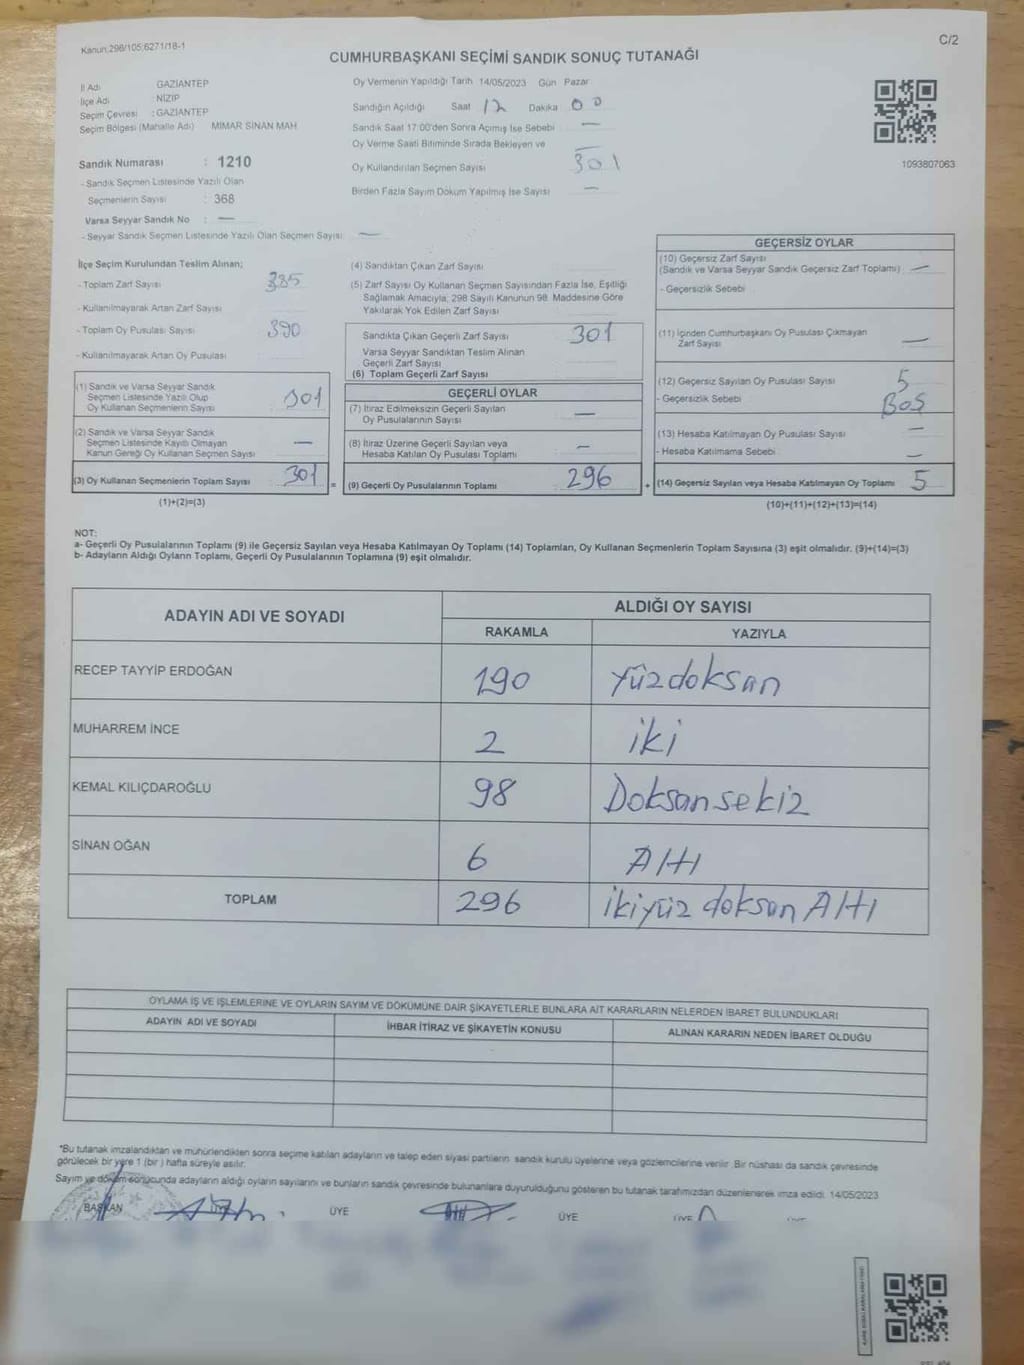 Kanun:298/105;6271/18-1
C/2
CUMHURBAŞKANI SEÇİMİ SANDIK SONUÇ TUTANAĞI
İl Adı GAZİANTEP
İlçe Adı : NİZİP
Seçim Çevresi : GAZİANTEP
Seçim Bölgesi (Mahalle Adı) MİMAR SİNAN MAH
Sandık Numarası : 1210
- Sandık Seçmen Listesinde Yazılı Olan
Seçmenlerin Sayısı : 368
Varsa Seyyar Sandık No : —
- Seyyar Sandık Seçmen Listesinde Yazılı Olan Seçmen Sayısı: —
Oy Vermenin Yapıldığı Tarih 14/05/2023 Gün Pazar
Sandığın Açıldığı Saat 12 Dakika 00
Sandık Saat 17:00'den Sonra Açılmış İse Sebebi —
Oy Verme Saati Bitiminde Sırada Bekleyen ve —
Oy Kullandırılan Seçmen Sayısı 301
Birden Fazla Sayım Döküm Yapılmış İse Sayısı —
1093807063
İlçe Seçim Kurulundan Teslim Alınan;
- Toplam Zarf Sayısı 385
- Kullanılmayarak Artan Zarf Sayısı
- Toplam Oy Pusulası Sayısı 390
- Kullanılmayarak Artan Oy Pusulası
(1) Sandık ve Varsa Seyyar Sandık
Seçmen Listesinde Yazılı Olup
Oy Kullanan Seçmenlerin Sayısı 301
(2) Sandık ve Varsa Seyyar Sandık
Seçmen Listesinde Kayıtlı Olmayan
Kanun Gereği Oy Kullanan Seçmen Sayısı —
(3) Oy Kullanan Seçmenlerin Toplam Sayısı 301 =
(1)+(2)=(3)
(4) Sandıktan Çıkan Zarf Sayısı
(5) Zarf Sayısı Oy Kullanan Seçmen Sayısından Fazla İse, Eşitliği
Sağlamak Amacıyla, 298 Sayılı Kanunun 98. Maddesine Göre
Yakılarak Yok Edilen Zarf Sayısı
Sandıkta Çıkan Geçerli Zarf Sayısı 301
Varsa Seyyar Sandıktan Teslim Alınan
Geçerli Zarf Sayısı
(6) Toplam Geçerli Zarf Sayısı
GEÇERLİ OYLAR
(7) İtiraz Edilmeksizin Geçerli Sayılan
Oy Pusulalarının Sayısı —
(8) İtiraz Üzerine Geçerli Sayılan veya
Hesaba Katılan Oy Pusulası Toplamı —
(9) Geçerli Oy Pusulalarının Toplamı 296 +
GEÇERSİZ OYLAR
(10) Geçersiz Zarf Sayısı
(Sandık ve Varsa Seyyar Sandık Geçersiz Zarf Toplamı) —
- Geçersizlik Sebebi
(11) İçinden Cumhurbaşkanı Oy Pusulası Çıkmayan
Zarf Sayısı —
(12) Geçersiz Sayılan Oy Pusulası Sayısı 5
- Geçersizlik Sebebi BOŞ
(13) Hesaba Katılmayan Oy Pusulası Sayısı —
- Hesaba Katılmama Sebebi —
(14) Geçersiz Sayılan veya Hesaba Katılmayan Oy Toplamı 5
(10)+(11)+(12)+(13)=(14)
NOT:
a- Geçerli Oy Pusulalarının Toplamı (9) ile Geçersiz Sayılan veya Hesaba Katılmayan Oy Toplamı (14) Toplamları, Oy Kullanan Seçmenlerin Toplam Sayısına (3) eşit olmalıdır. (9)+(14)=(3)
b- Adayların Aldığı Oyların Toplamı, Geçerli Oy Pusulalarının Toplamına (9) eşit olmalıdır.
ADAYIN ADI VE SOYADI
ALDIĞI OY SAYISI
RAKAMLA YAZIYLA
RECEP TAYYİP ERDOĞAN 190 Yüzdoksan
MUHARREM İNCE 2 iki
KEMAL KILIÇDAROĞLU 98 Doksansekiz
SİNAN OĞAN 6 Altı
TOPLAM 296 ikiyüz doksan Altı
OYLAMA İŞ VE İŞLEMLERİNE VE OYLARIN SAYIM VE DÖKÜMÜNE DAİR ŞİKAYETLERLE BUNLARA AİT KARARLARIN NELERDEN İBARET BULUNDUKLARI
ADAYIN ADI VE SOYADI İHBAR İTİRAZ VE ŞİKAYETİN KONUSU ALINAN KARARIN NEDEN İBARET OLDUĞU
*Bu tutanak imzalandıktan ve mühürlendikten sonra seçime katılan adayların ve talep eden siyasi partilerin sandık kurulu üyelerine veya gözlemcilerine verilir. Bir nüshası da sandık çevresinde
görülecek bir yere 1 (bir) hafta süreyle asılır.
Sayım ve döküm sonucunda adayların aldığı oyların sayılarını ve bunların sandık çevresinde bulunanlara duyurulduğunu gösteren bu tutanak tarafımızdan düzenlenerek imza edildi. 14/05/2023
BAŞKAN ÜYE ÜYE ÜYE ÜYE